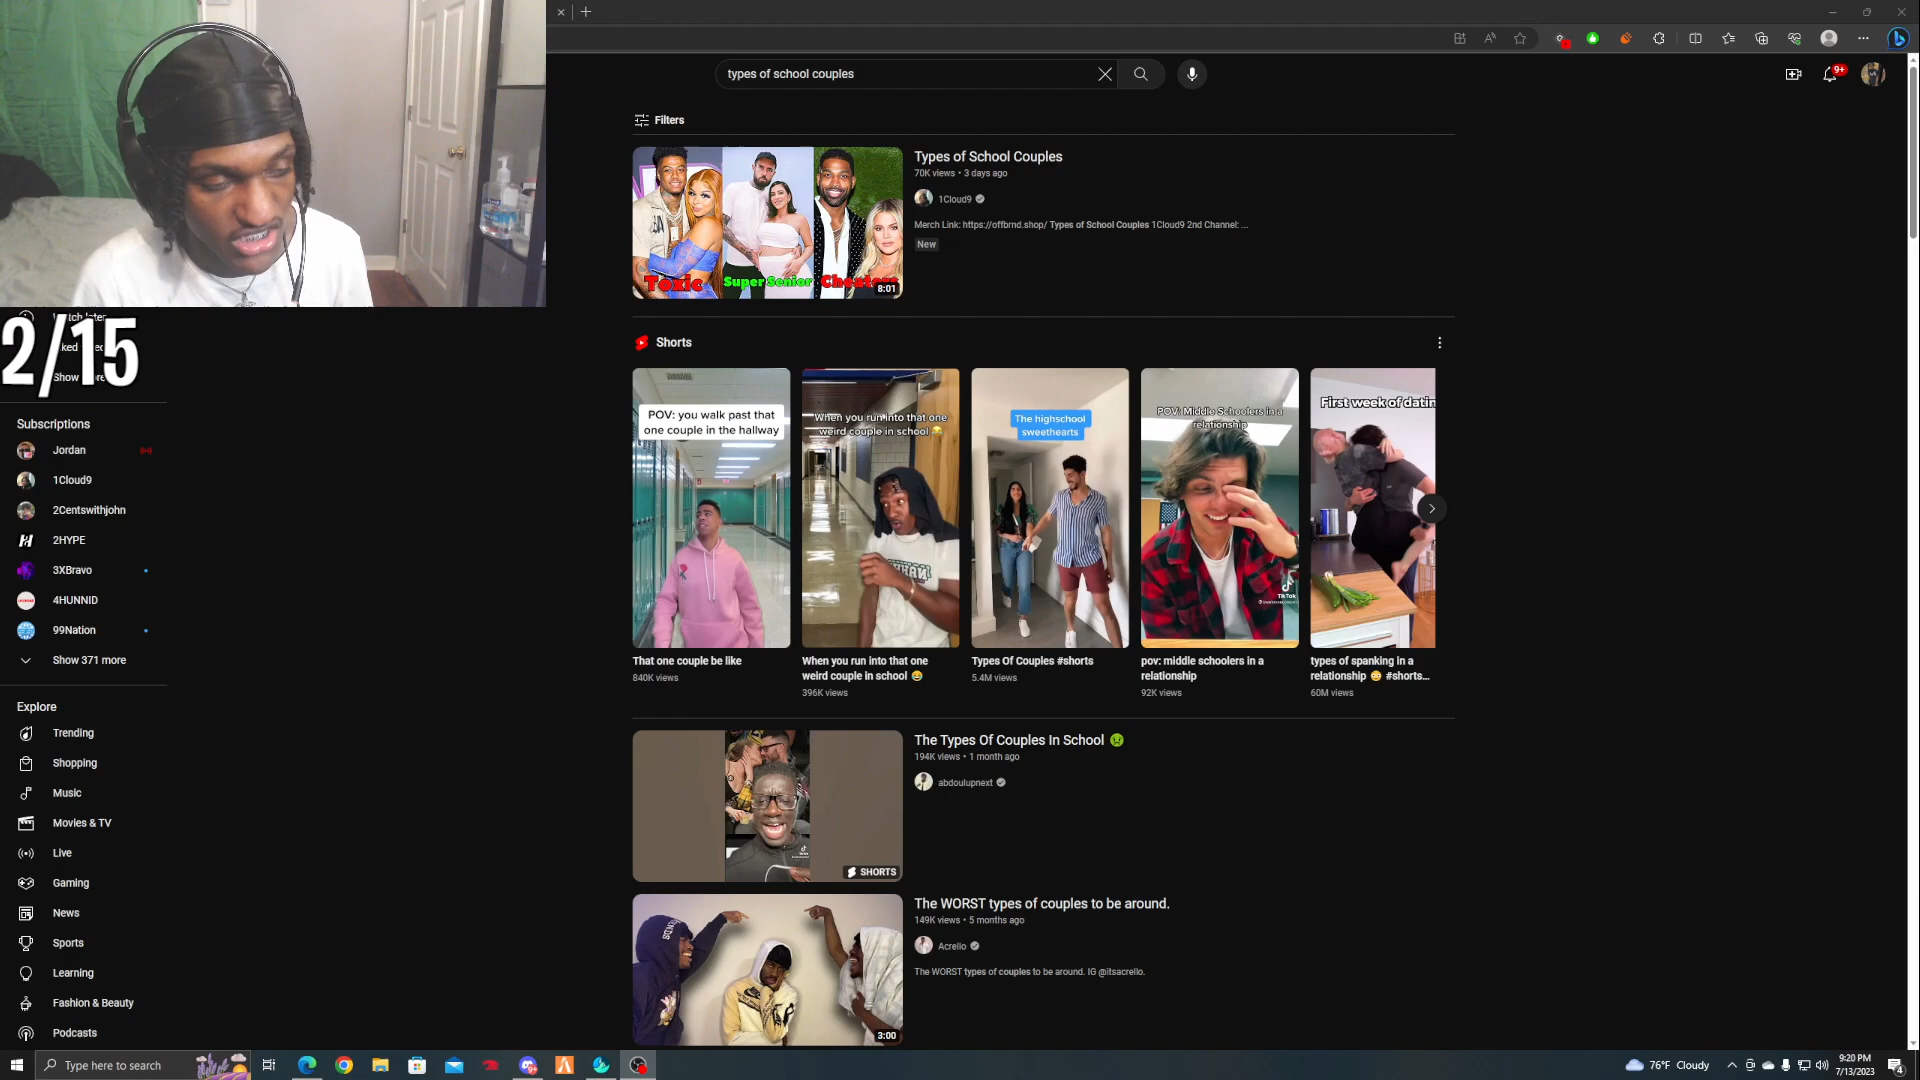 types of school couples
9+
Filters
Toxic
Super Senior
8:01
Types of School Couples
70K views • 3 days ago
1Cloud9
Merch Link: https://offbrnd.shop/ Types of School Couples 1Cloud9 2nd Channel: ...
New
2/15
Subscriptions
Jordan
1Cloud9
2Centswithjohn
2HYPE
3XBravo
4HUNNID
99Nation
Show 371 more
Explore
Trending
Shopping
Music
Movies & TV
Live
Gaming
News
Sports
Learning
Fashion & Beauty
Podcasts
Shorts
POV: you walk past that
one couple in the hallway
When you run into that one
weird couple in school 😂
The highschool
sweethearts
POV: Middle Schoolers in a
relationship
TikTok
First week of datin
That one couple be like
840K views
When you run into that one
weird couple in school 😂
396K views
Types Of Couples #shorts
5.4M views
pov: middle schoolers in a
relationship
92K views
types of spanking in a
relationship 😳 #shorts...
60M views
SHORTS
The Types Of Couples In School 🤢
194K views • 1 month ago
abdoulupnext
3:00
The WORST types of couples to be around.
149K views • 5 months ago
Acrello
The WORST types of couples to be around. IG @itsacrello.
Type here to search
76°F Cloudy
9:20 PM
7/13/2023
4